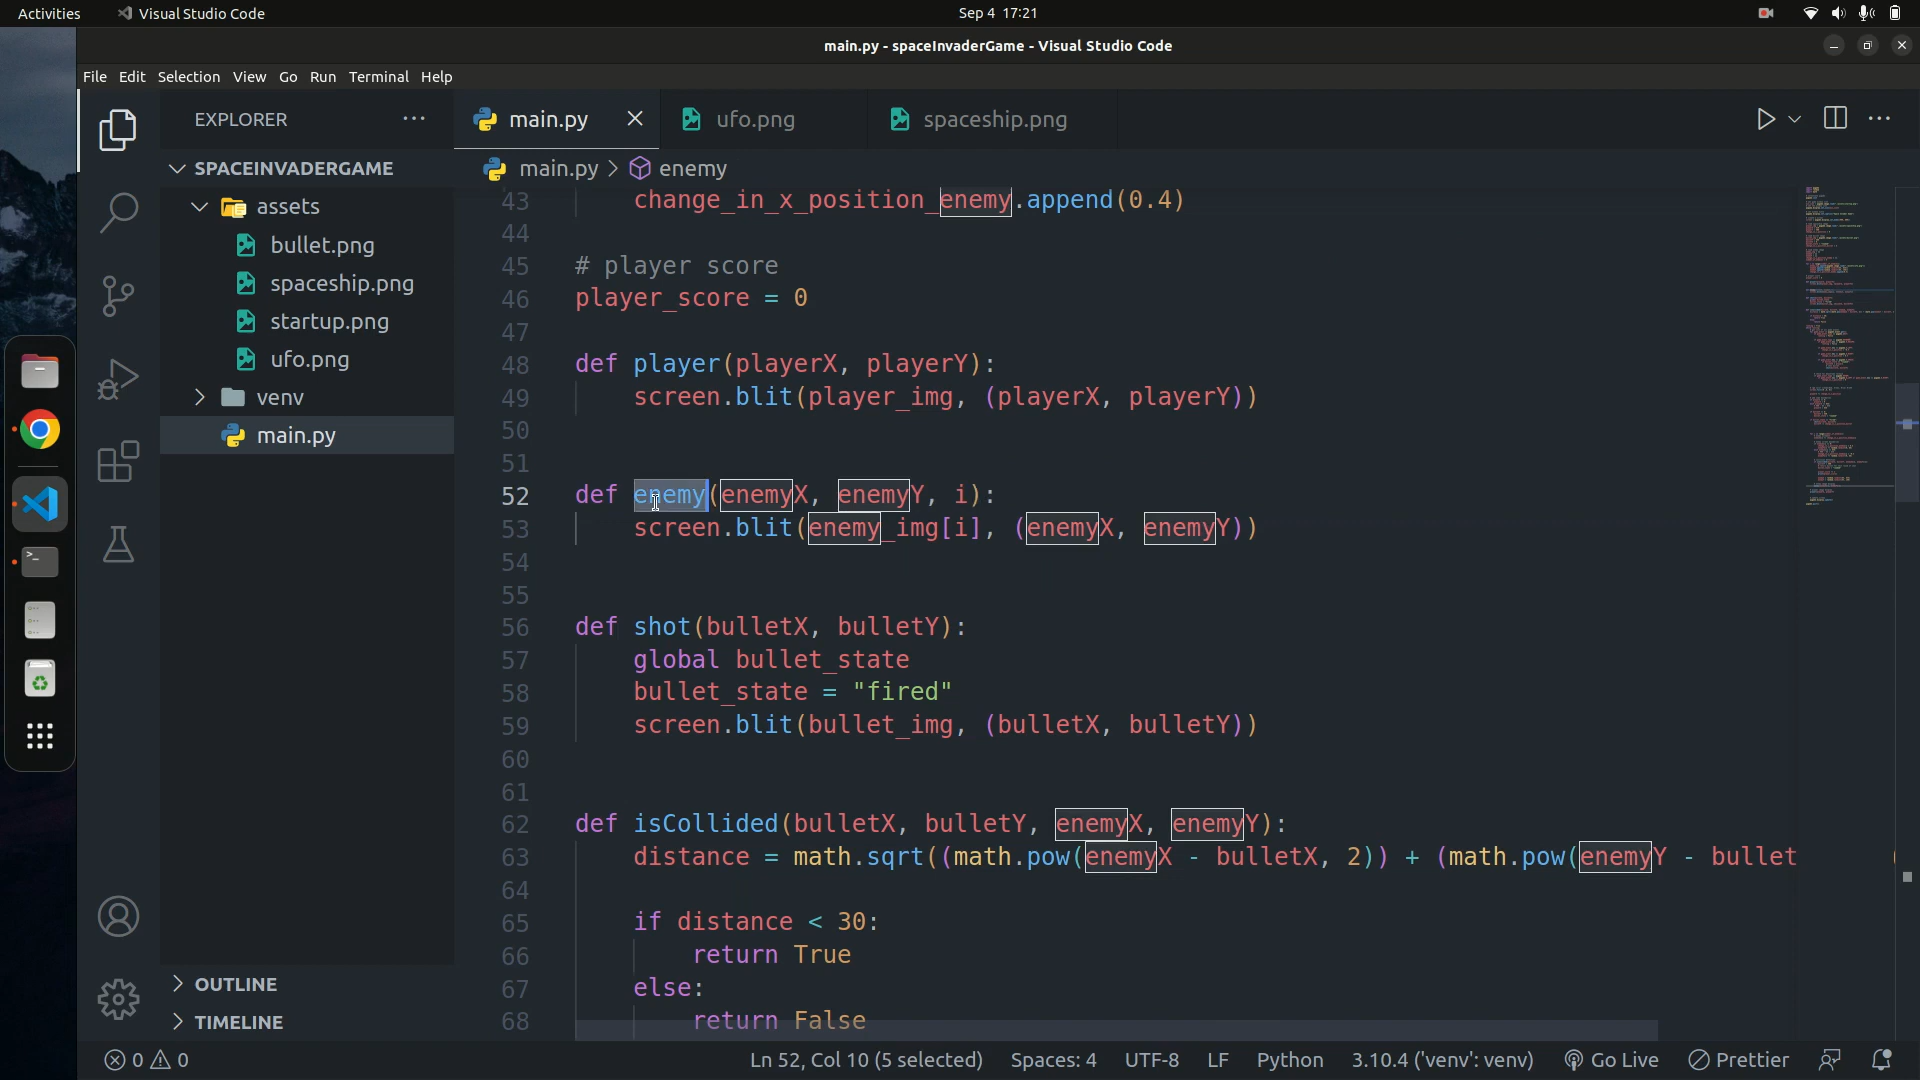 Activities Visual Studio Code Sep 4 17:21
main.py - spaceInvaderGame - Visual Studio Code
File Edit Selection View Go Run Terminal Help
EXPLORER
SPACEINVADERGAME
assets
bullet.png
spaceship.png
startup.png
ufo.png
venv
main.py
OUTLINE
TIMELINE
main.py ufo.png spaceship.png
main.py > enemy
43 change_in_x_position_enemy.append(0.4)
44
45 # player score
46 player_score = 0
47
48 def player(playerX, playerY):
49 screen.blit(player_img, (playerX, playerY))
50
51
52 def enemy(enemyX, enemyY, i):
53 screen.blit(enemy_img[i], (enemyX, enemyY))
54
55
56 def shot(bulletX, bulletY):
57 global bullet_state
58 bullet_state = "fired"
59 screen.blit(bullet_img, (bulletX, bulletY))
60
61
62 def isCollided(bulletX, bulletY, enemyX, enemyY):
63 distance = math.sqrt((math.pow(enemyX - bulletX, 2)) + (math.pow(enemyY - bullet
64
65 if distance < 30:
66 return True
67 else:
68 return False
0 0 Ln 52, Col 10 (5 selected) Spaces: 4 UTF-8 LF Python 3.10.4 ('venv': venv) Go Live Prettier